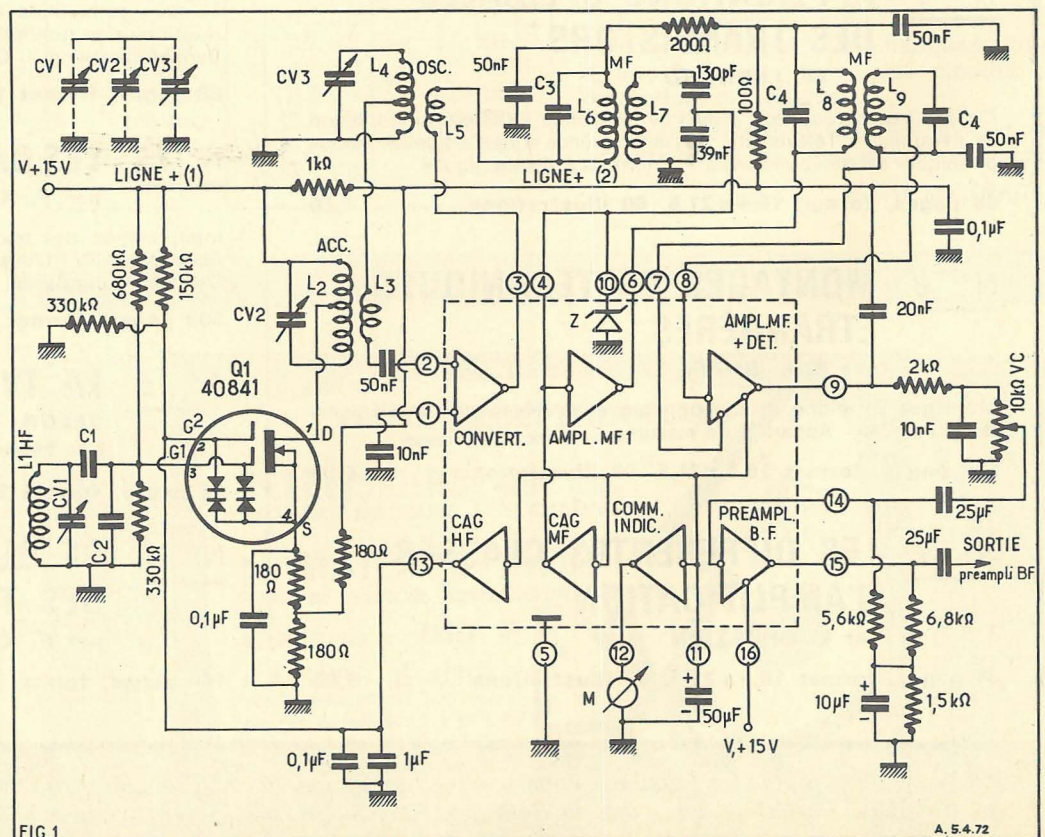 CV1 CV2 CV3
V+15V
LIGNE + (1)
CV3
L4
OSC.
L5
50nF
C3
MF
L6
L7
200Ω
130pF
39nF
100Ω
C4
MF
L8
L9
C4
50nF
50nF
1kΩ
LIGNE+ (2)
0,1µF
680kΩ
150kΩ
330kΩ
ACC.
L2
L3
CV2
50nF
10nF
3
4
10
6
7
8
Z
20nF
Q1
40841
G2
2
G1
3
1
D
4
S
L1HF
CV1
C1
C2
330kΩ
2
1
CONVERT.
AMPL.MF1
AMPL.MF
+ DET.
9
2kΩ
10nF
10kΩ VC
14
25µF
180
Ω
180Ω
180Ω
0,1µF
13
CAG
HF
CAG
MF
COMM.
INDIC.
PREAMPL.
B.F
15
25µF
SORTIE
preampli BF
5,6kΩ
6,8kΩ
10µF
+
-
1,5kΩ
5
12
11
16
M
+
-
50µF
V,+15V
0,1µF
1µF
FIG.1
A. 5.4.72